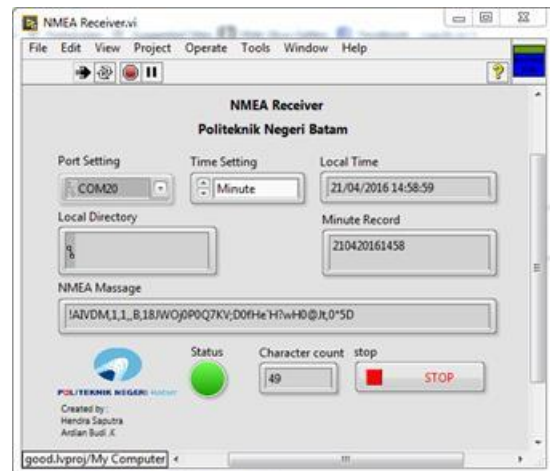 NMEA Receiver.vi
File Edit View Project Operate Tools Window Help
NMEA Receiver
Politeknik Negeri Batam
Port Setting Time Setting Local Time
COM20 Minute 21/04/2016 14:58:59
Local Directory Minute Record
210420161458
NMEA Massage
!AIVDM,1,1,,B,18JWOj0P0Q7KV;D0fHe`H?wH0@Jt,0*5D
Status Character count stop
49 STOP
POLITEKNIK NEGERI BATAM
Created by :
Hendra Saputra
Ardian Budi .K
good.lvproj/My Computer